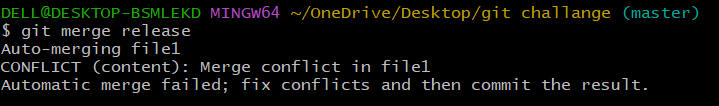 DELL@DESKTOP-BSMLEKD MINGW64 ~/OneDrive/Desktop/git challange (master)
$ git merge release
Auto-merging file1
CONFLICT (content): Merge conflict in file1
Automatic merge failed; fix conflicts and then commit the result.